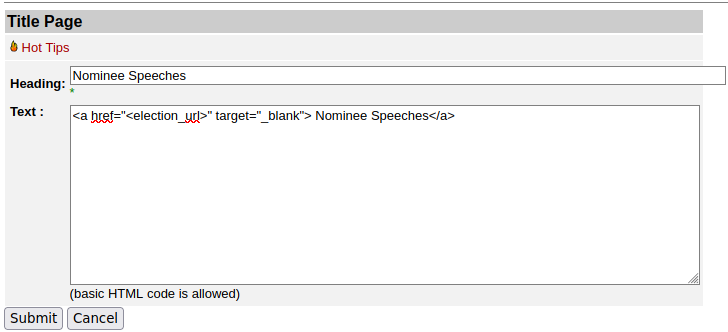 Title Page
Hot Tips
Heading: Nominee Speeches
*
Text : <a href="<election_url>" target="_blank"> Nominee Speeches</a>
(basic HTML code is allowed)
Submit Cancel